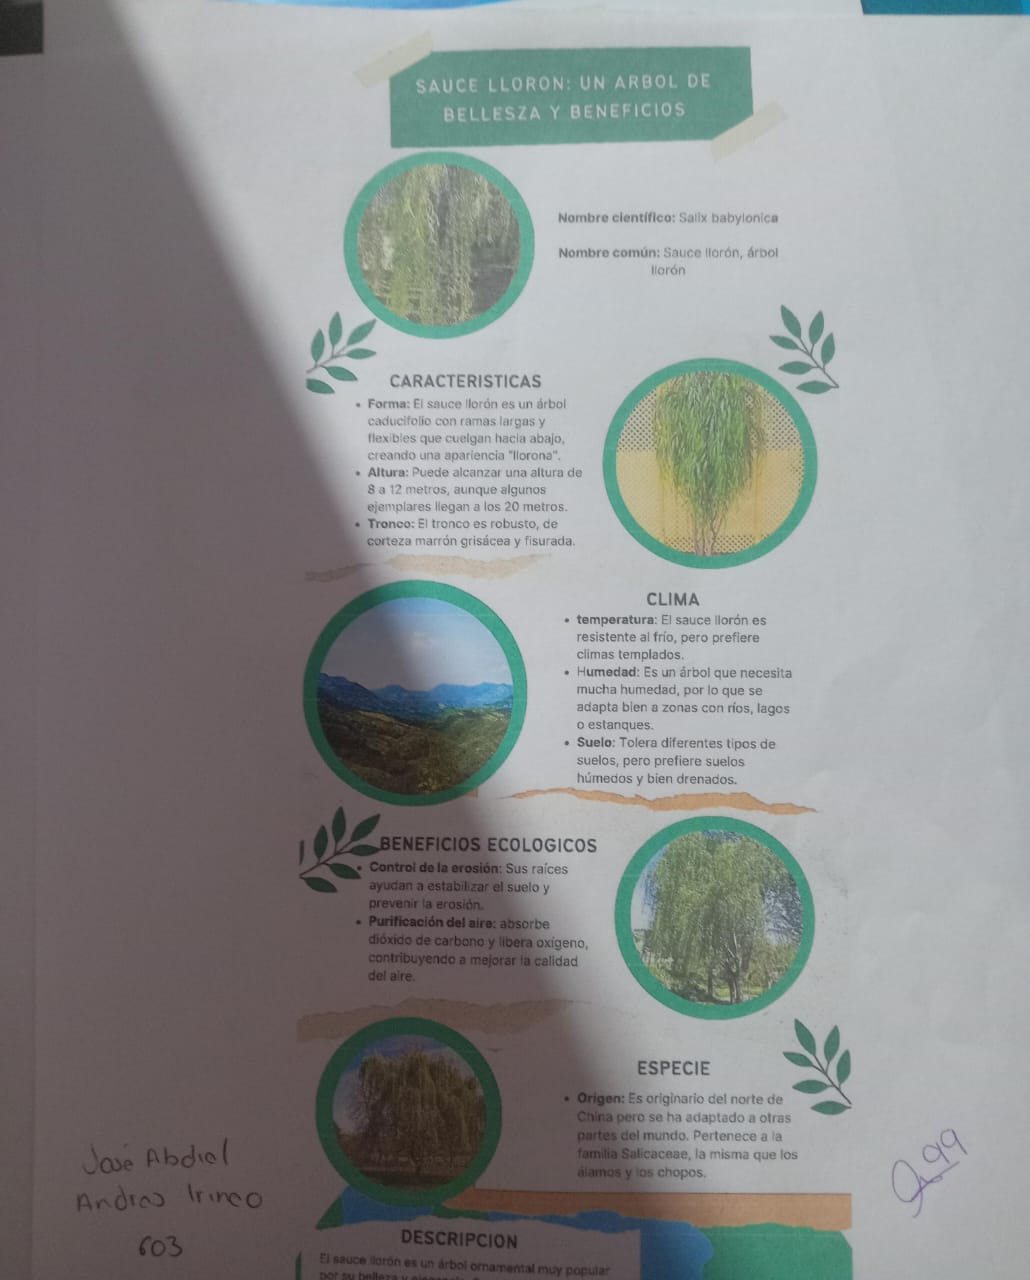 SAUCE LLORON: UN ARBOL DE
BELLESZA Y BENEFICIOS
Nombre científico: Salix babylonica
Nombre común: Sauce llorón, árbol
llorón
CARACTERISTICAS
• Forma: El sauce llorón es un árbol
caducifolio con ramas largas y
flexibles que cuelgan hacia abajo,
creando una apariencia "llorona".
• Altura: Puede alcanzar una altura de
8 a 12 metros, aunque algunos
ejemplares llegan a los 20 metros.
• Tronco: El tronco es robusto, de
corteza marrón grisácea y fisurada.
CLIMA
• temperatura: El sauce llorón es
resistente al frío, pero prefiere
climas templados.
• Humedad: Es un árbol que necesita
mucha humedad, por lo que se
adapta bien a zonas con ríos, lagos
o estanques.
• Suelo: Tolera diferentes tipos de
suelos, pero prefiere suelos
húmedos y bien drenados.
BENEFICIOS ECOLOGICOS
• Control de la erosión: Sus raíces
ayudan a estabilizar el suelo y
prevenir la erosión.
• Purificación del aire: absorbe
dióxido de carbono y libera oxígeno,
contribuyendo a mejorar la calidad
del aire.
ESPECIE
• Origen: Es originario del norte de
China pero se ha adaptado a otras
partes del mundo. Pertenece a la
familia Salicaceae, la misma que los
álamos y los chopos.
José Abdiel
Andres Irineo
603
99
DESCRIPCION
El sauce llorón es un árbol ornamental muy popular
por su belleza y